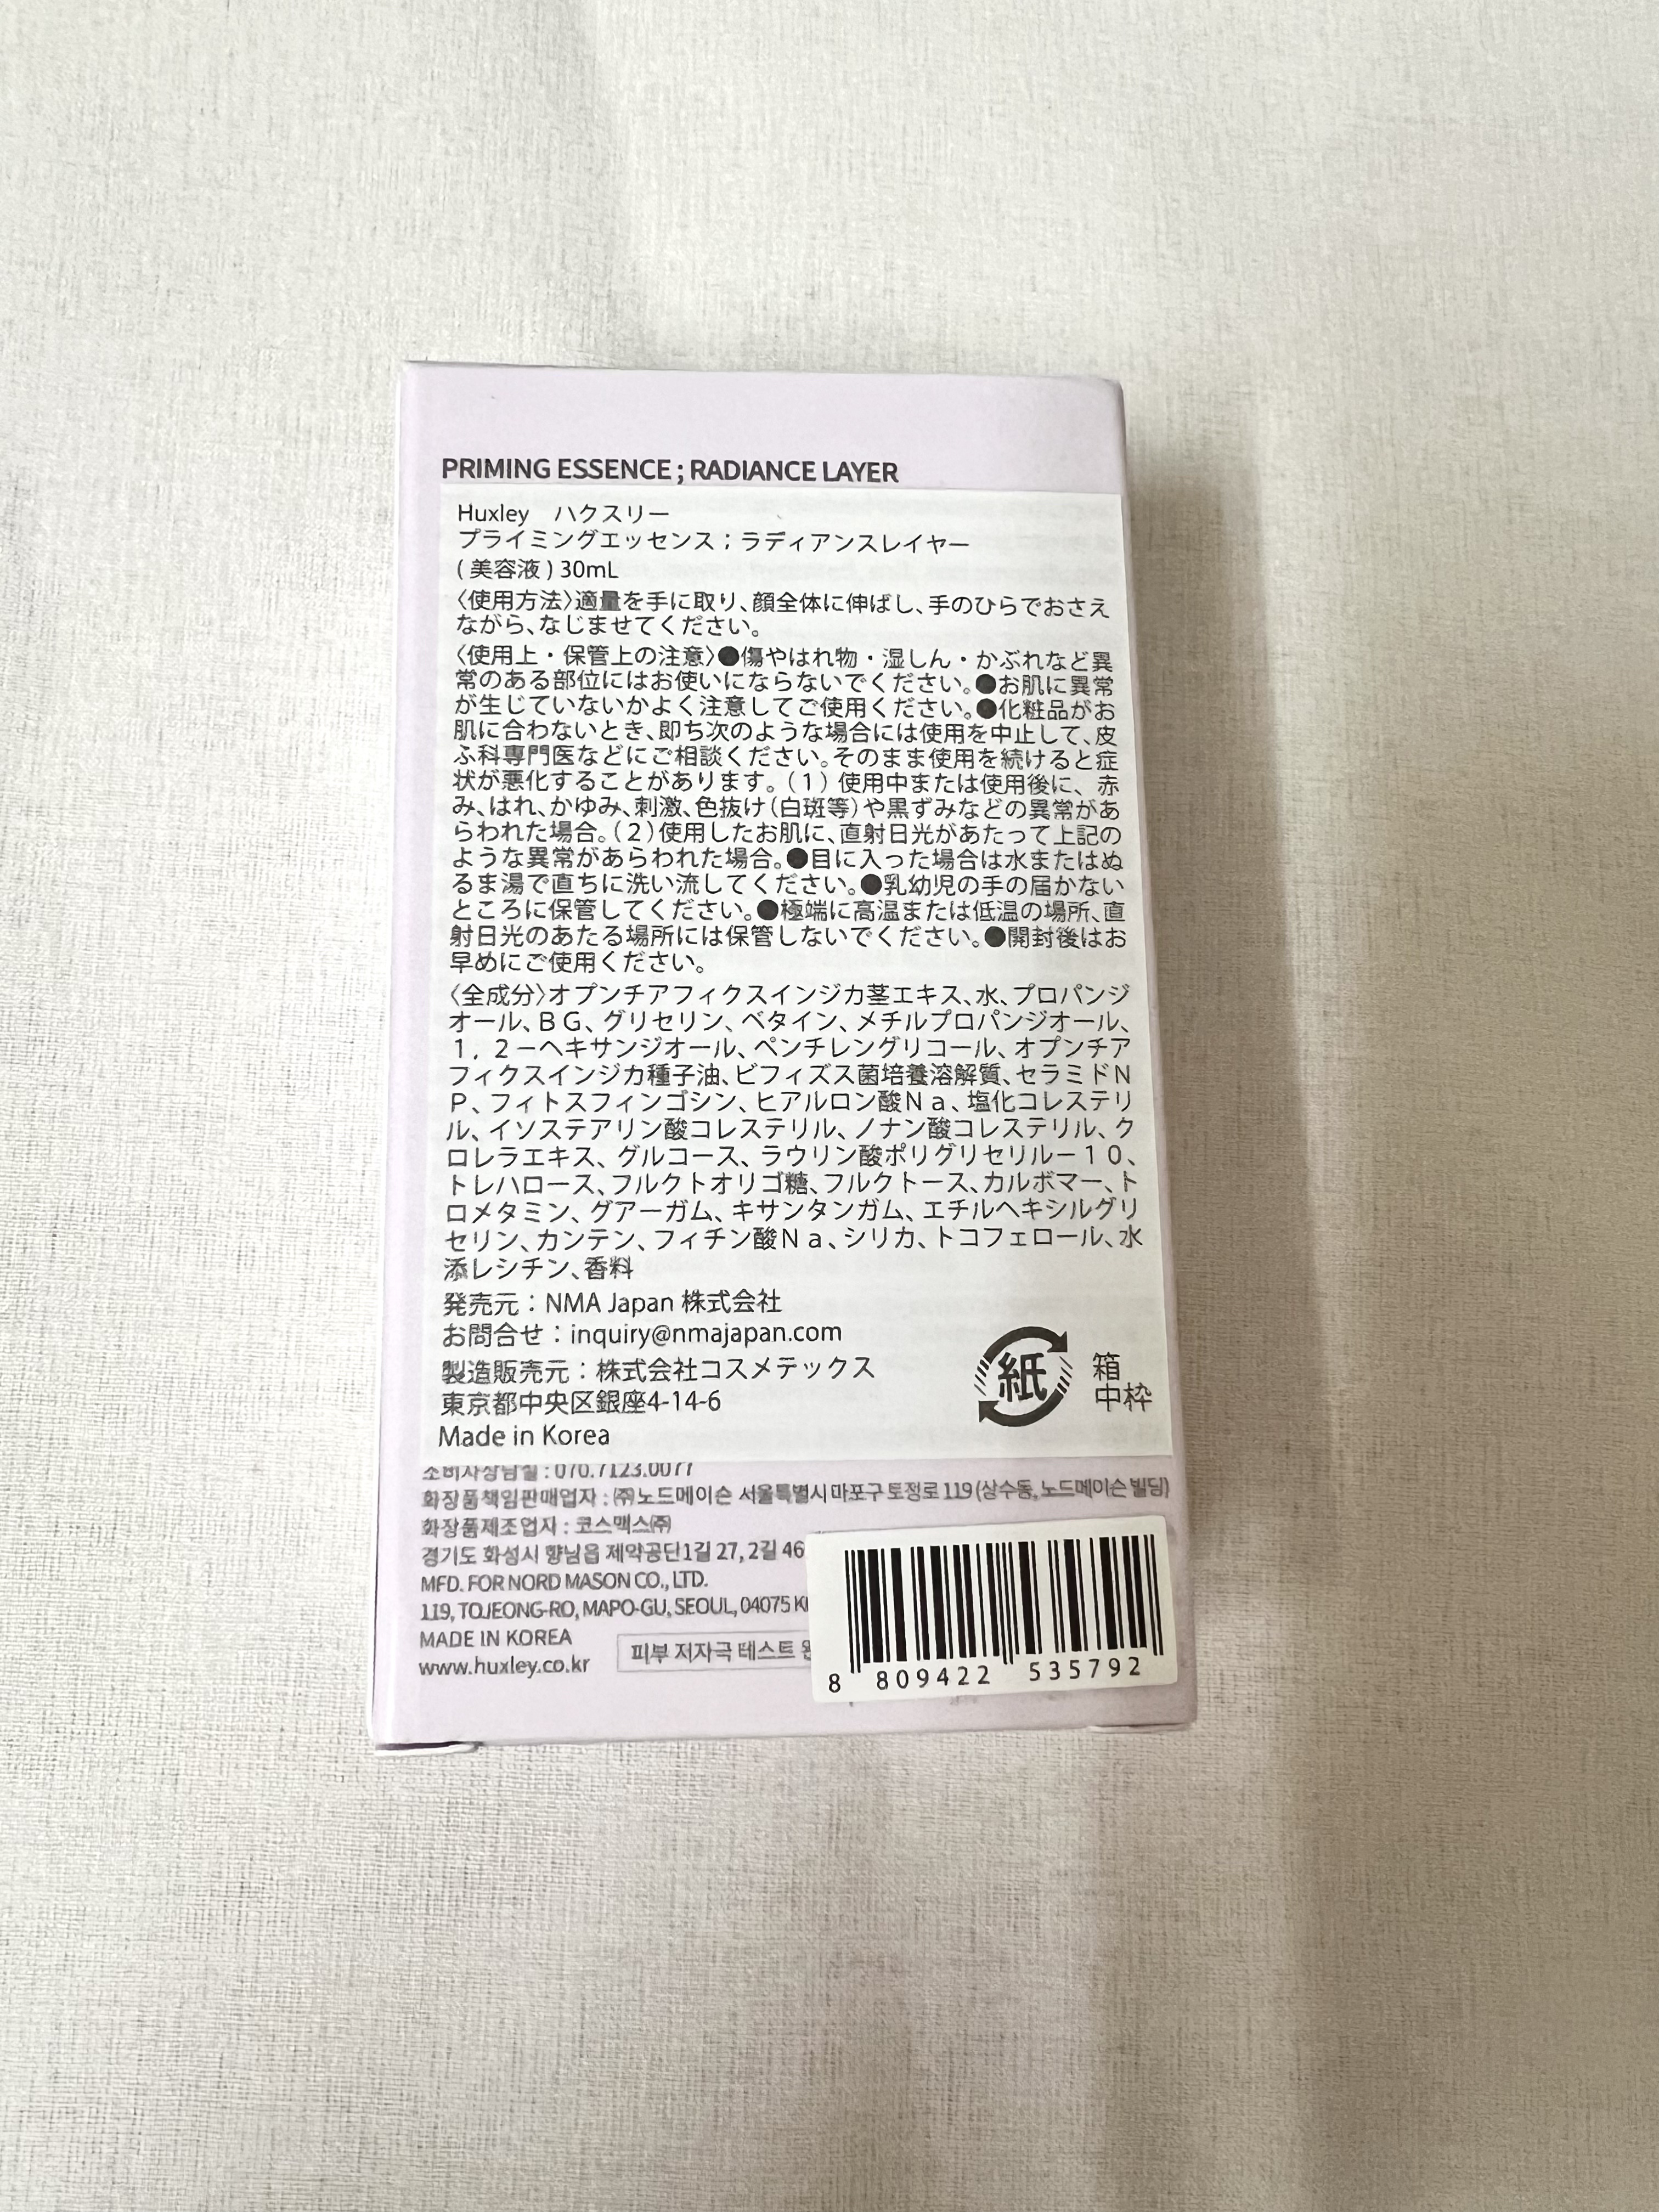 PRIMING ESSENCE ; RADIANCE LAYER
Huxley　ハクスリー
プライミングエッセンス；ラディアンスレイヤー
( 美容液 ) 30mL
〈使用方法〉適量を手に取り、顔全体に伸ばし、手のひらでおさえ
ながら、なじませてください。
〈使用上・保管上の注意〉●傷やはれ物・湿しん・かぶれなど異
常のある部位にはお使いにならないでください。●お肌に異常
が生じていないかよく注意してご使用ください。●化粧品がお
肌に合わないとき、即ち次のような場合には使用を中止して、皮
ふ科専門医などにご相談ください。そのまま使用を続けると症
状が悪化することがあります。（1）使用中または使用後に、赤
み、はれ、かゆみ、刺激、色抜け（白斑等）や黒ずみなどの異常があ
らわれた場合。（2）使用したお肌に、直射日光があたって上記の
ような異常があらわれた場合。●目に入った場合は水またはぬ
るま湯で直ちに洗い流してください。●乳幼児の手の届かない
ところに保管してください。●極端に高温または低温の場所、直
射日光のあたる場所には保管しないでください。●開封後はお
早めにご使用ください。
〈全成分〉オプンチアフィクスインジカ茎エキス、水、プロパンジ
オール、ＢＧ、グリセリン、ベタイン、メチルプロパンジオール、
１，２－ヘキサンジオール、ペンチレングリコール、オプンチア
フィクスインジカ種子油、ビフィズス菌培養溶解質、セラミドＮ
Ｐ、フィトスフィンゴシン、ヒアルロン酸Ｎａ、塩化コレステリ
ル、イソステアリン酸コレステリル、ノナン酸コレステリル、ク
ロレラエキス、グルコース、ラウリン酸ポリグリセリル－１０、
トレハロース、フルクトオリゴ糖、フルクトース、カルボマー、ト
ロメタミン、グアーガム、キサンタンガム、エチルヘキシルグリ
セリン、カンテン、フィチン酸Ｎａ、シリカ、トコフェロール、水
添レシチン、香料
発売元：NMA Japan 株式会社
お問合せ：inquiry@nmajapan.com
製造販売元：株式会社コスメテックス
東京都中央区銀座4-14-6
Made in Korea
紙
箱
中枠
소비자상담실 : 070.7123.0077
화장품책임판매업자 : ㈜노드메이슨 서울특별시 마포구 토정로 119 (상수동, 노드메이슨 빌딩)
화장품제조업자 : 코스맥스㈜
경기도 화성시 향남읍 제약공단1길 27, 2길 46
MFD. FOR NORD MASON CO., LTD.
119, TOJEONG-RO, MAPO-GU, SEOUL, 04075
MADE IN KOREA
www.huxley.co.kr
피부 저자극 테스트
8 809422 535792